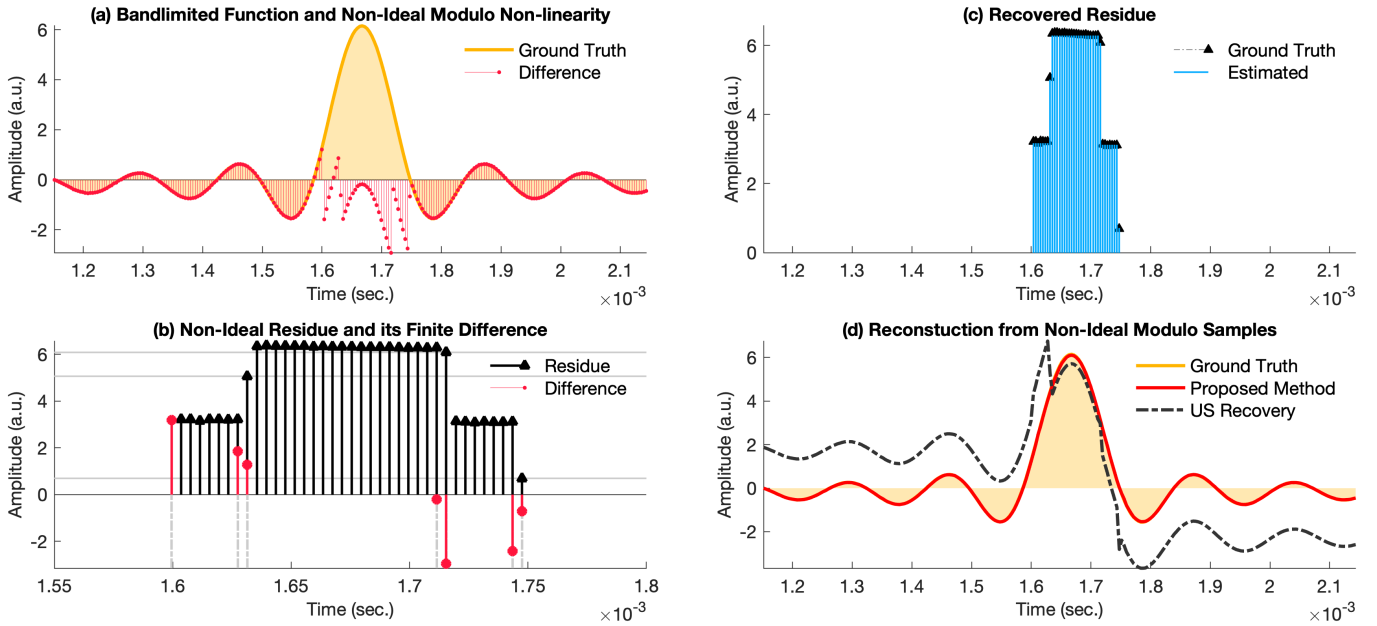 (a) Bandlimited Function and Non-Ideal Modulo Non-linearity
6
4
2
0
-2
Amplitude (a.u.)
Ground Truth
Difference
1.2 1.3 1.4 1.5 1.6 1.7 1.8 1.9 2 2.1
Time (sec.)
×10-3
(c) Recovered Residue
6
4
2
0
Amplitude (a.u.)
Ground Truth
Estimated
1.2 1.3 1.4 1.5 1.6 1.7 1.8 1.9 2 2.1
Time (sec.)
×10-3
(b) Non-Ideal Residue and its Finite Difference
6
4
2
0
-2
Amplitude (a.u.)
Residue
Difference
1.55 1.6 1.65 1.7 1.75 1.8
Time (sec.)
×10-3
(d) Reconstuction from Non-Ideal Modulo Samples
6
4
2
0
-2
Amplitude (a.u.)
Ground Truth
Proposed Method
US Recovery
1.2 1.3 1.4 1.5 1.6 1.7 1.8 1.9 2 2.1
Time (sec.)
×10-3